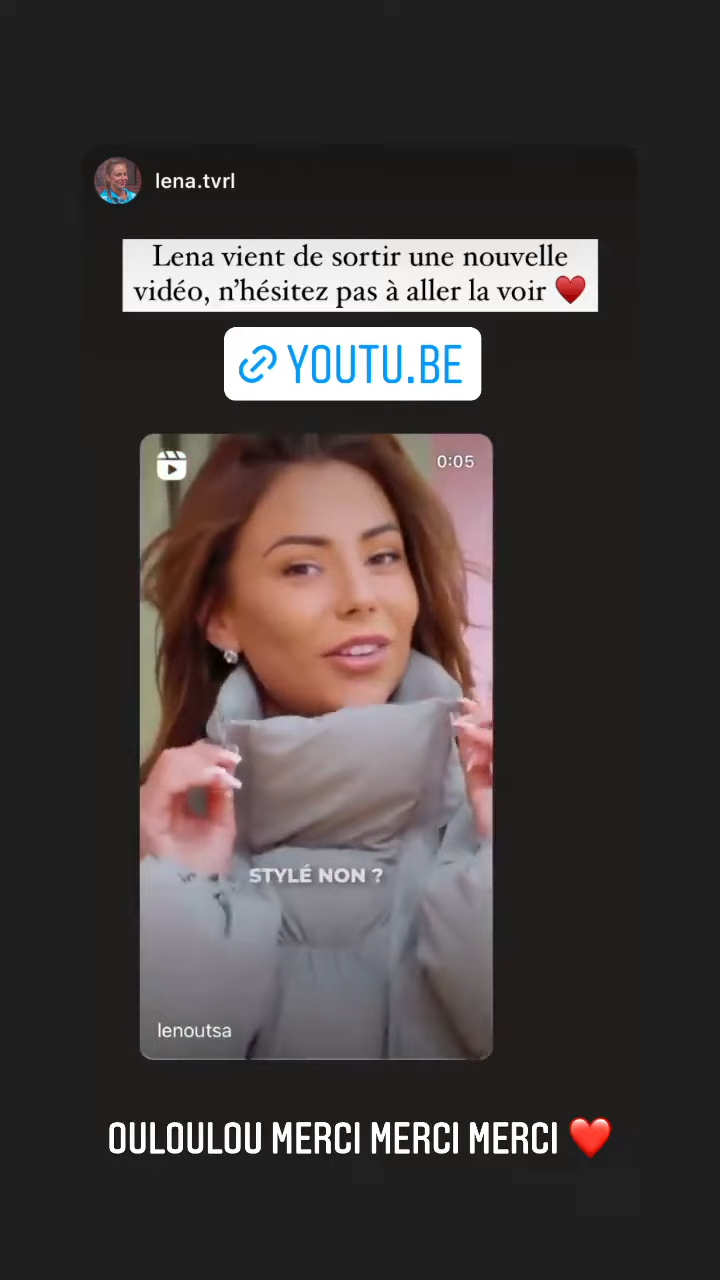 lena.tvrl
Lena vient de sortir une nouvelle
vidéo, n’hésitez pas à aller la voir ♥️
YOUTU.BE
0:05
STYLÉ NON ?
lenoutsa
OULOULOU MERCI MERCI MERCI ❤️